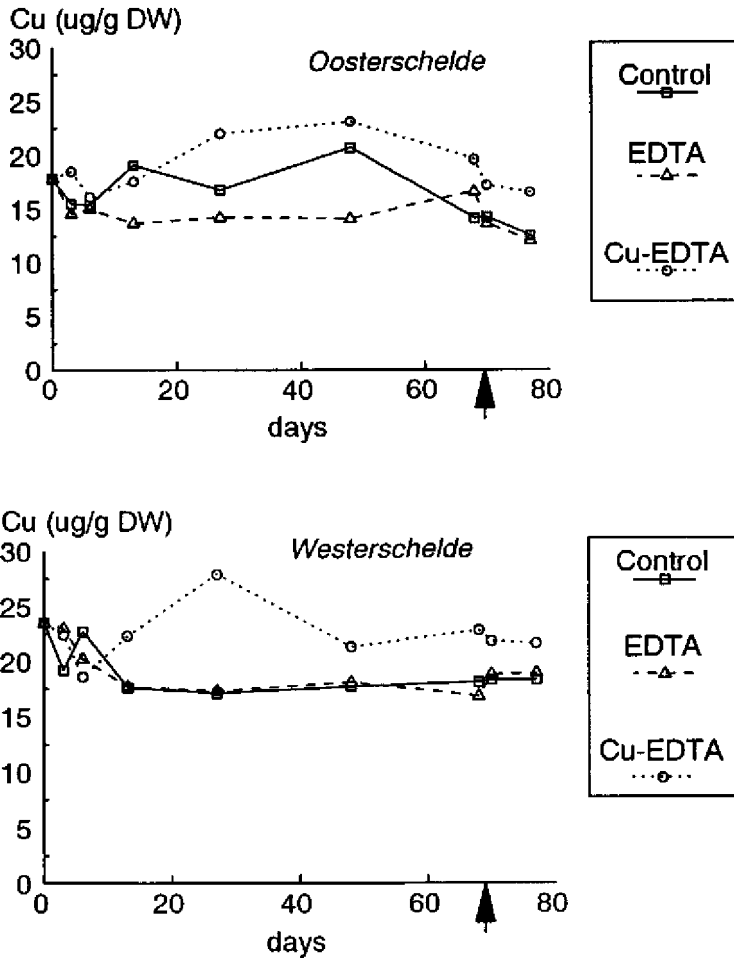 Cu (ug/g DW)
30
Oosterschelde
25
20
15
10
5
0
0 20 40 60 80
days
Control
EDTA
Cu-EDTA
Cu (ug/g DW)
30
Westerschelde
25
20
15
10
5
0
0 20 40 60 80
days
Control
EDTA
Cu-EDTA